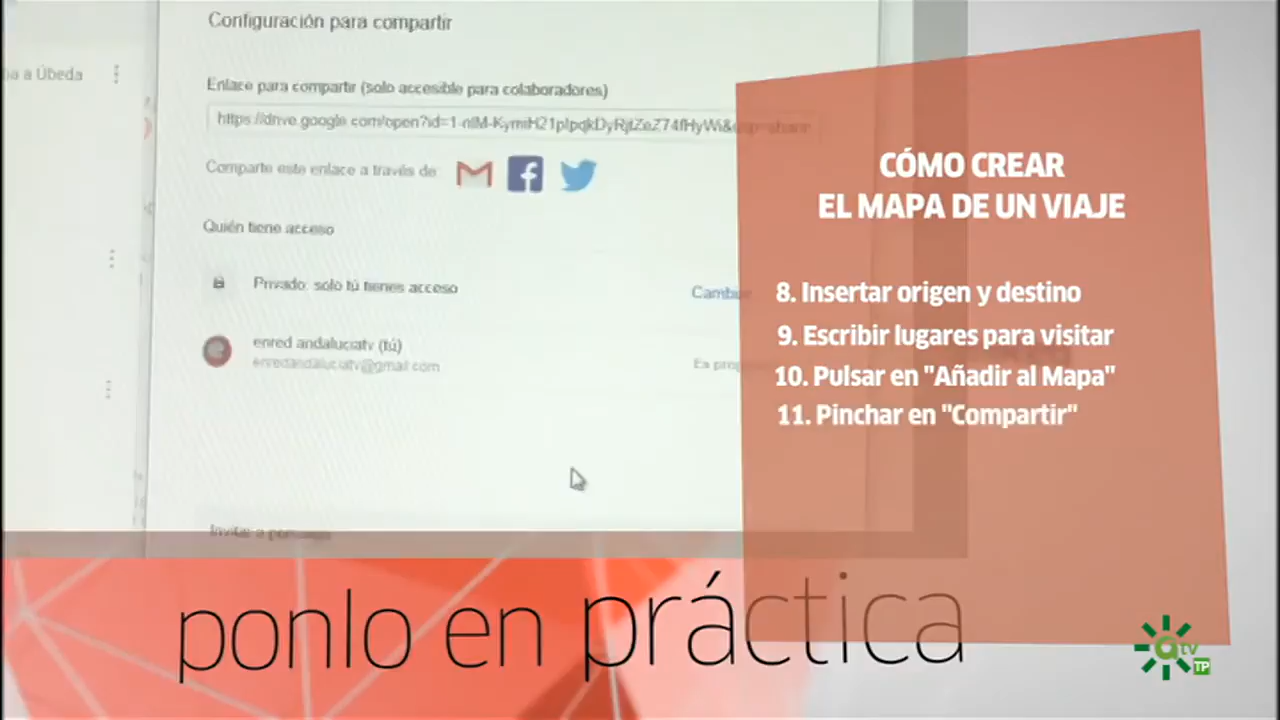 Configuración para compartir
a Úbeda
Enlace para compartir (solo accesible para colaboradores)
Comparte este enlace a través de
Quién tiene acceso
Privado: solo tú tienes acceso
enred andaluciatv (tú)
enredandaluciatv@gmail.com
Invitar a personas
CÓMO CREAR
EL MAPA DE UN VIAJE
8. Insertar origen y destino
9. Escribir lugares para visitar
10. Pulsar en "Añadir al Mapa"
11. Pinchar en "Compartir"
ponlo en práctica
atv
TP